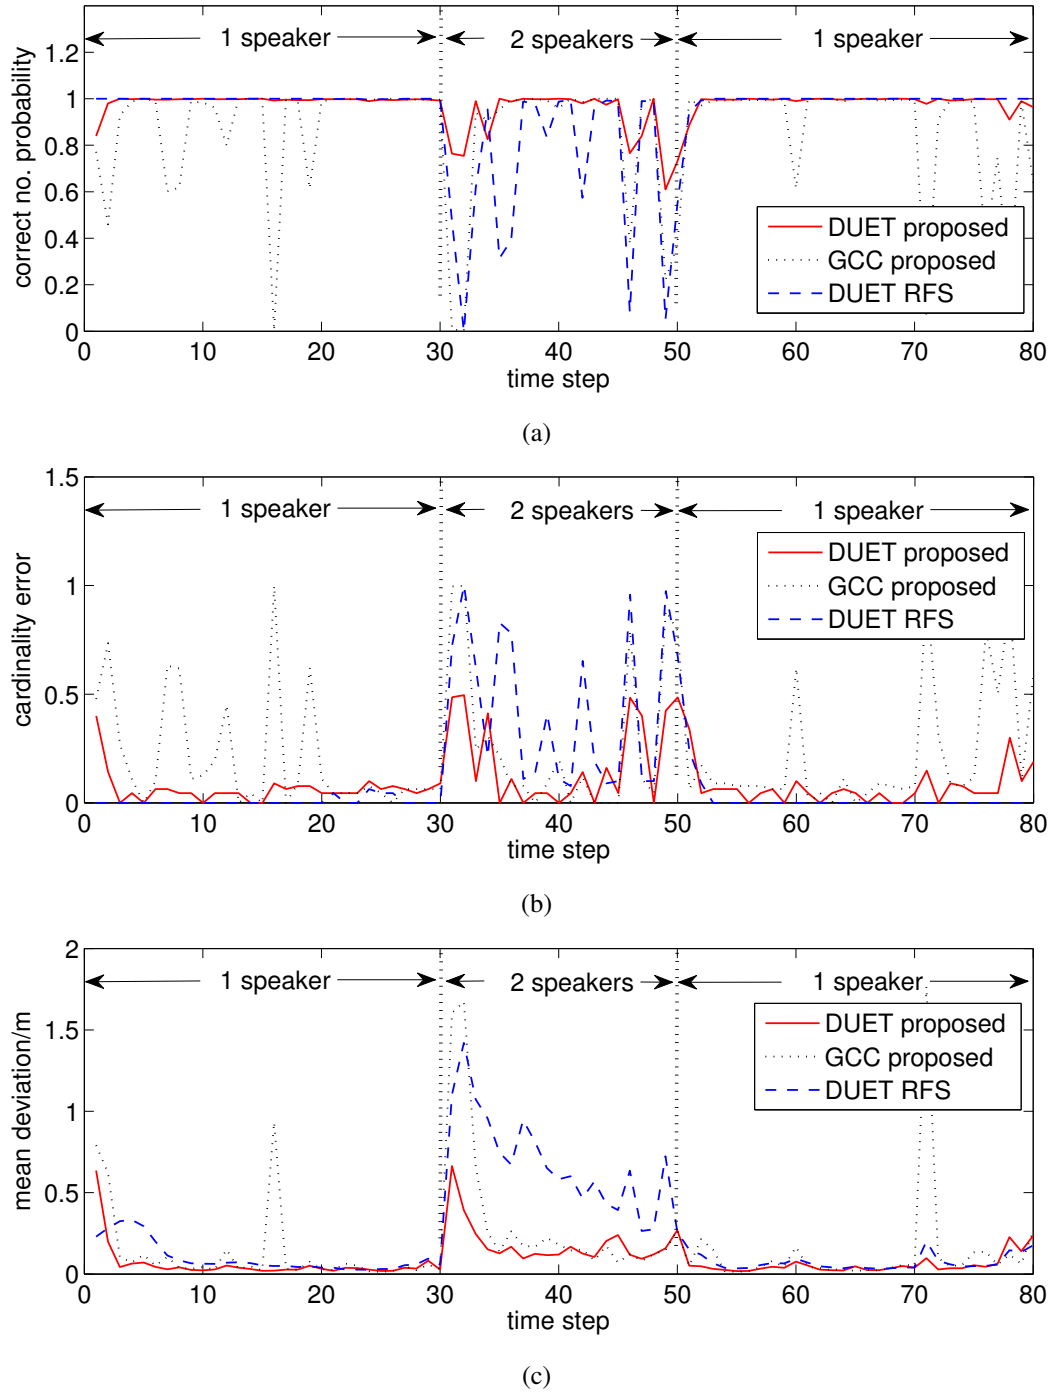 1 speaker
2 speakers
1 speaker
1.2
1
0.8
0.6
0.4
0.2
0
correct no. probability
DUET proposed
GCC proposed
DUET RFS
0 10 20 30 40 50 60 70 80
time step
(a)
1 speaker
2 speakers
1 speaker
1.5
1
0.5
0
cardinality error
DUET proposed
GCC proposed
DUET RFS
0 10 20 30 40 50 60 70 80
time step
(b)
1 speaker
2 speakers
1 speaker
2
1.5
1
0.5
0
mean deviation/m
DUET proposed
GCC proposed
DUET RFS
0 10 20 30 40 50 60 70 80
time step
(c)